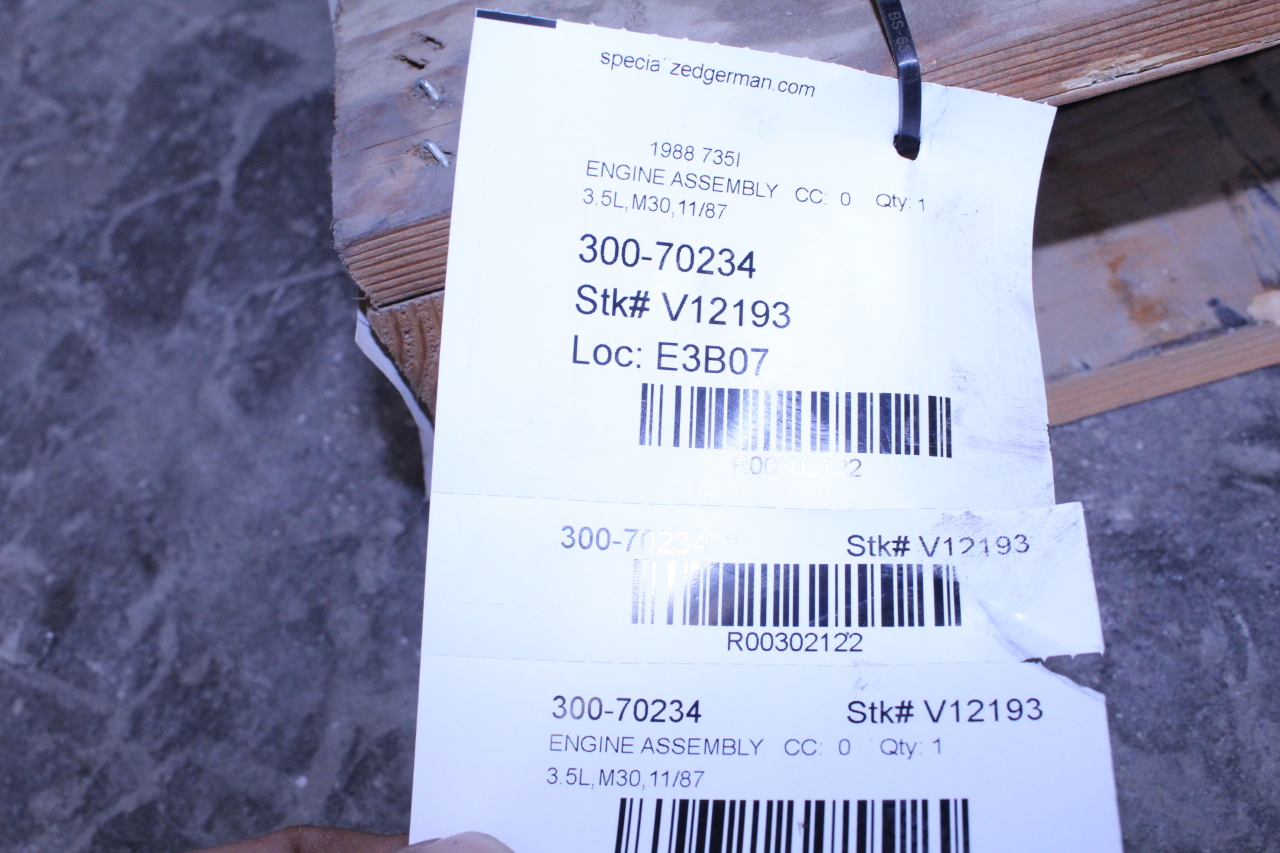 BS-6
specia zedgerman.com
1988 735I
ENGINE ASSEMBLY CC: 0 Qty: 1
3.5L,M30,11/87
300-70234
Stk# V12193
Loc: E3B07
R00302122
300-70234 Stk# V12193
R00302122
300-70234 Stk# V12193
ENGINE ASSEMBLY CC: 0 Qty: 1
3.5L,M30,11/87